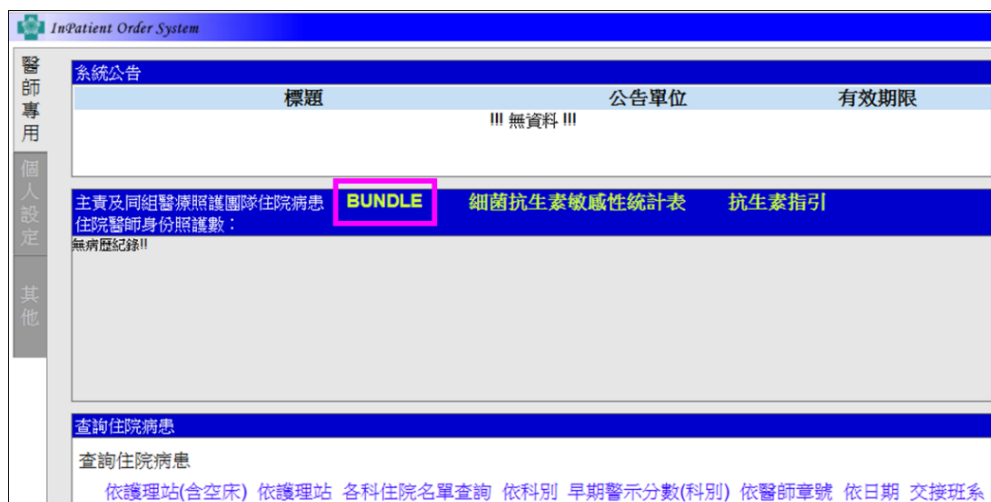 InPatient Order System
醫師專用
個人設定
其他
系統公告
標題 公告單位 有效期限
!!! 無資料 !!!
主責及同組醫療照護團隊住院病患 BUNDLE 細菌抗生素敏感性統計表 抗生素指引
住院醫師身份照護數：
無病歷紀錄!!
查詢住院病患
查詢住院病患
依護理站(含空床) 依護理站 各科住院名單查詢 依科別 早期警示分數(科別) 依醫師章號 依日期 交接班系